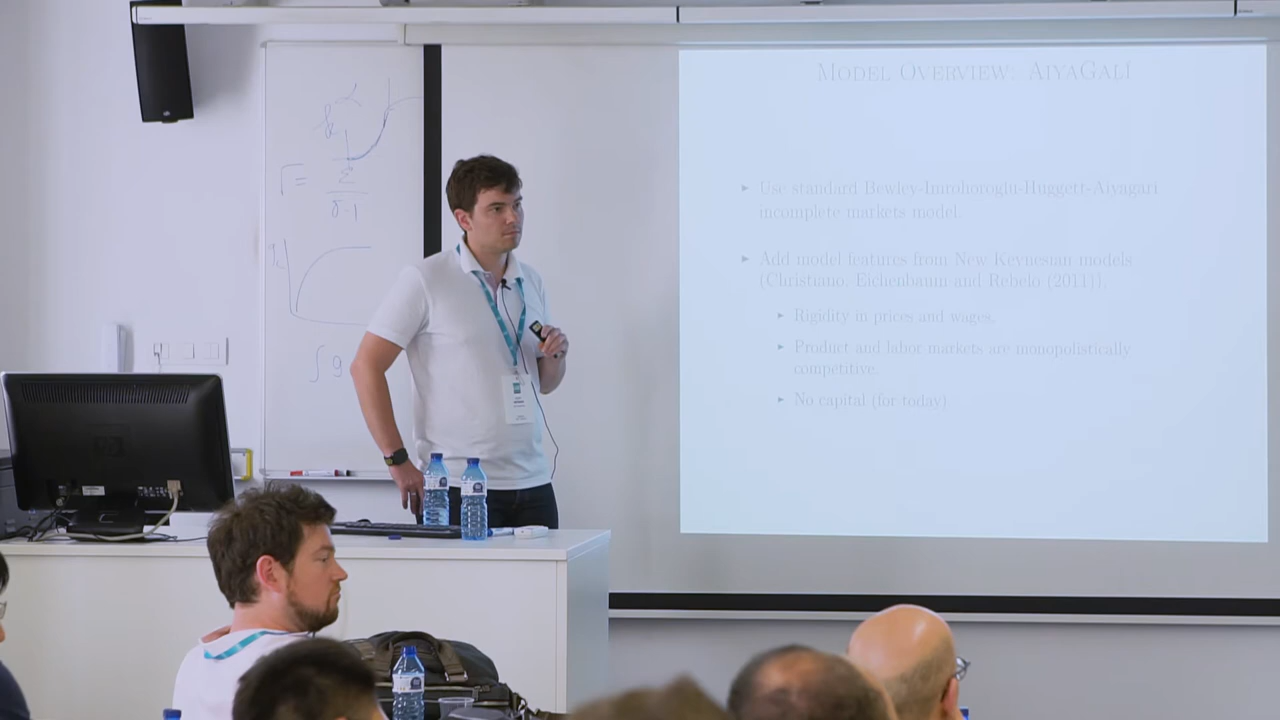 MODEL OVERVIEW: AIYAGALI
▸ Use standard Bewley-Imrohoroglu-Huggett-Aiyagari
incomplete markets model.
▸ Add model features from New Keynesian models
(Christiano, Eichenbaum and Rebelo (2011)).
▸ Rigidity in prices and wages.
▸ Product and labor markets are monopolistically
competitive.
▸ No capital (for today)
hp